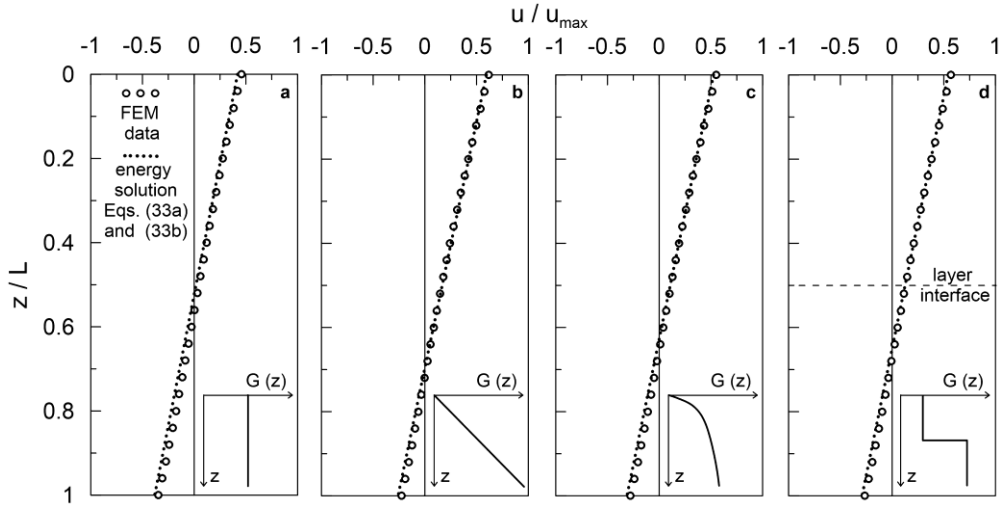 u / u_max
-1 -0.5 0 0.5 1 -1 -0.5 0 0.5 1 -1 -0.5 0 0.5 1 -1 -0.5 0 0.5 1
z / L
0
0.2
0.4
0.6
0.8
1
a
FEM
data
energy
solution
Eqs. (33a)
and (33b)
G (z)
z
b
G (z)
z
c
G (z)
z
d
layer
interface
G (z)
z